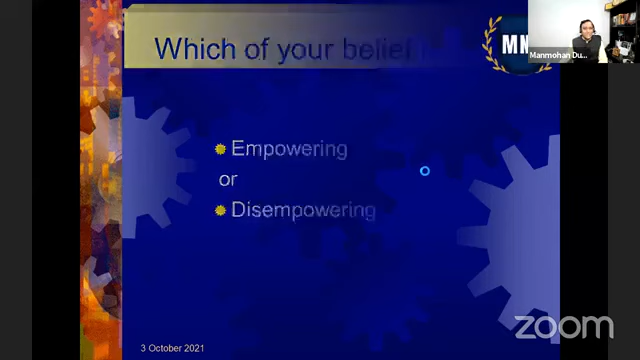 Which of your belief
MN
Manmohan Du...
Empowering
or
Disempowering
3 October 2021
zoom